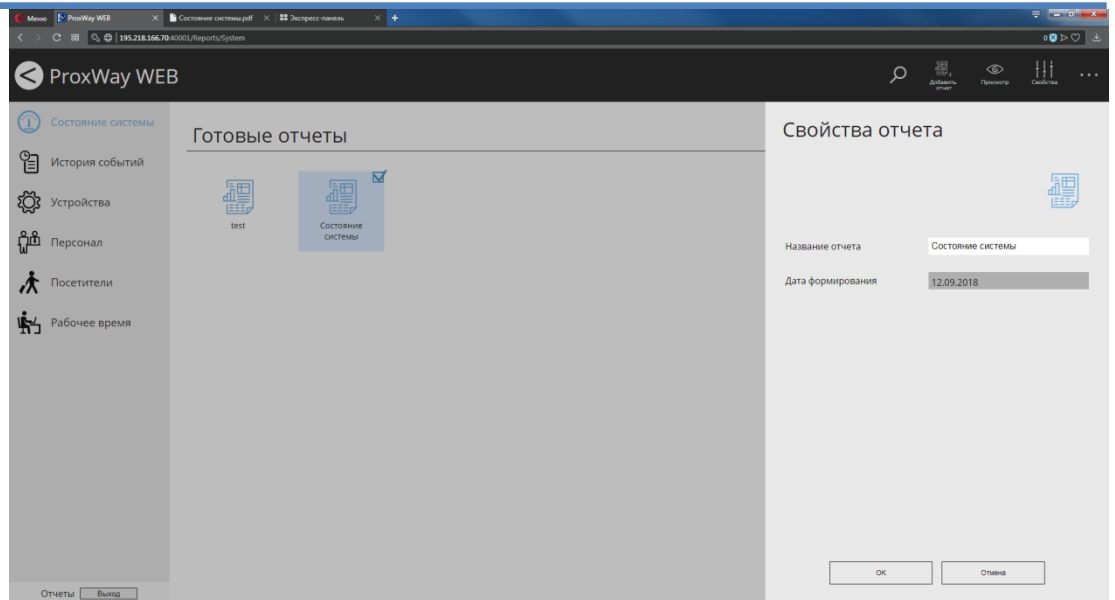 Меню
ProxWay WEB
Состояние системы.pdf
Экспресс-панель
195.218.166.70:40001/Reports/System
0
ProxWay WEB
Добавить
отчет
Просмотр
Свойства
Состояние системы
История событий
Устройства
Персонал
Посетители
Рабочее время
Готовые отчеты
test
Состояние
системы
Свойства отчета
Название отчета
Состояние системы
Дата формирования
12.09.2018
OK
Отмена
Отчеты
Выход